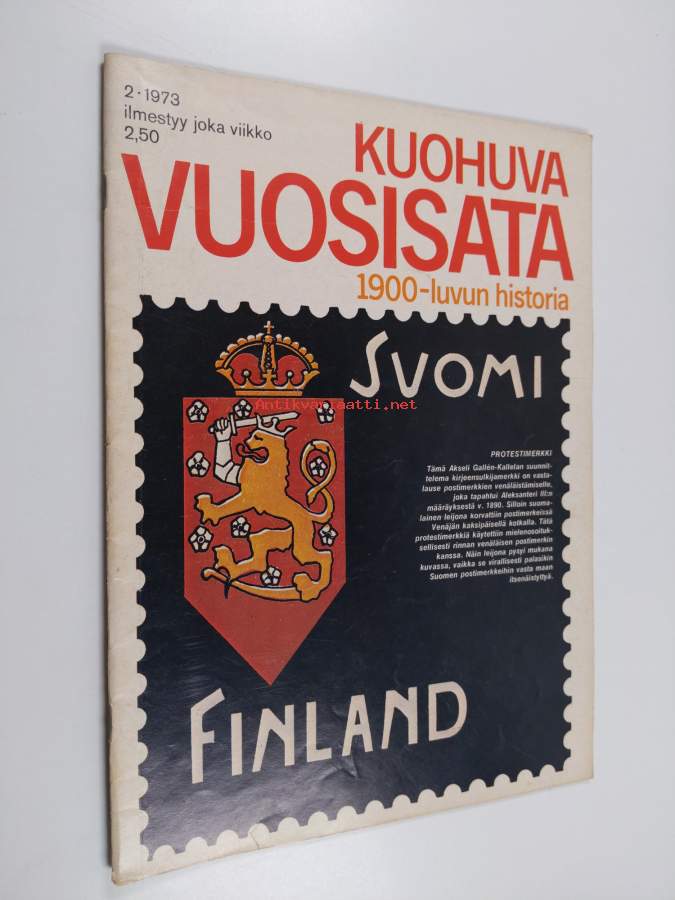 2·1973
ilmestyy joka viikko
2,50
KUOHUVA
VUOSISATA
1900-luvun historia
SVOMI
Antikvariaatti.net
PROTESTIMERKKI
Tämä Akseli Gallén-Kallelan suunnit-
telema kirjeensulkijamerkki on vasta-
lause postimerkkien venäläistämiselle,
joka tapahtui Aleksanteri III:n
määräyksestä v. 1890. Silloin suoma-
lainen leijona korvattiin postimerkeissä
Venäjän kaksipäisellä kotkalla. Tätä
protestimerkkiä käytettiin mielenosoituk-
sellisesti rinnan venäläisen postimerkin
kanssa. Näin leijona pysyi mukana
kuvassa, vaikka se virallisesti palasikin
Suomen postimerkkeihin vasta maan
itsenäistyttyä.
FINLAND